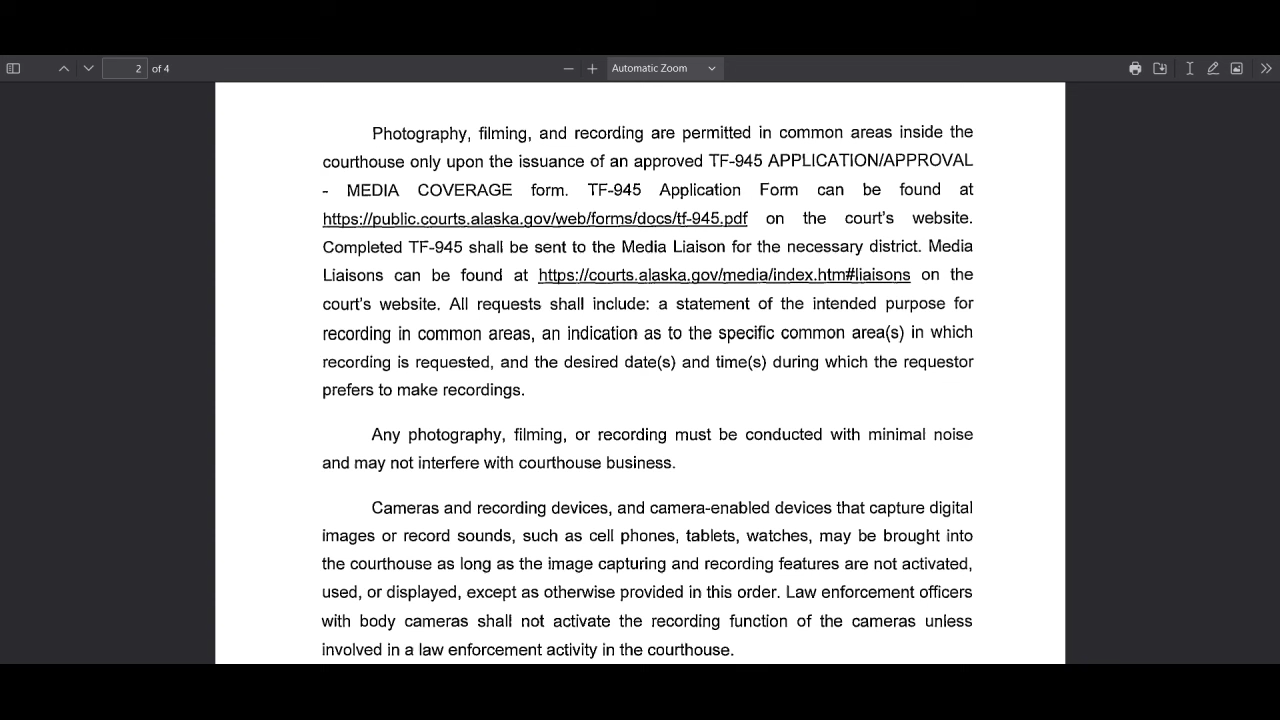 2 of 4 Automatic Zoom
Photography, filming, and recording are permitted in common areas inside the
courthouse only upon the issuance of an approved TF-945 APPLICATION/APPROVAL
- MEDIA COVERAGE form. TF-945 Application Form can be found at
https://public.courts.alaska.gov/web/forms/docs/tf-945.pdf on the court's website.
Completed TF-945 shall be sent to the Media Liaison for the necessary district. Media
Liaisons can be found at https://courts.alaska.gov/media/index.htm#liaisons on the
court's website. All requests shall include: a statement of the intended purpose for
recording in common areas, an indication as to the specific common area(s) in which
recording is requested, and the desired date(s) and time(s) during which the requestor
prefers to make recordings.
Any photography, filming, or recording must be conducted with minimal noise
and may not interfere with courthouse business.
Cameras and recording devices, and camera-enabled devices that capture digital
images or record sounds, such as cell phones, tablets, watches, may be brought into
the courthouse as long as the image capturing and recording features are not activated,
used, or displayed, except as otherwise provided in this order. Law enforcement officers
with body cameras shall not activate the recording function of the cameras unless
involved in a law enforcement activity in the courthouse.